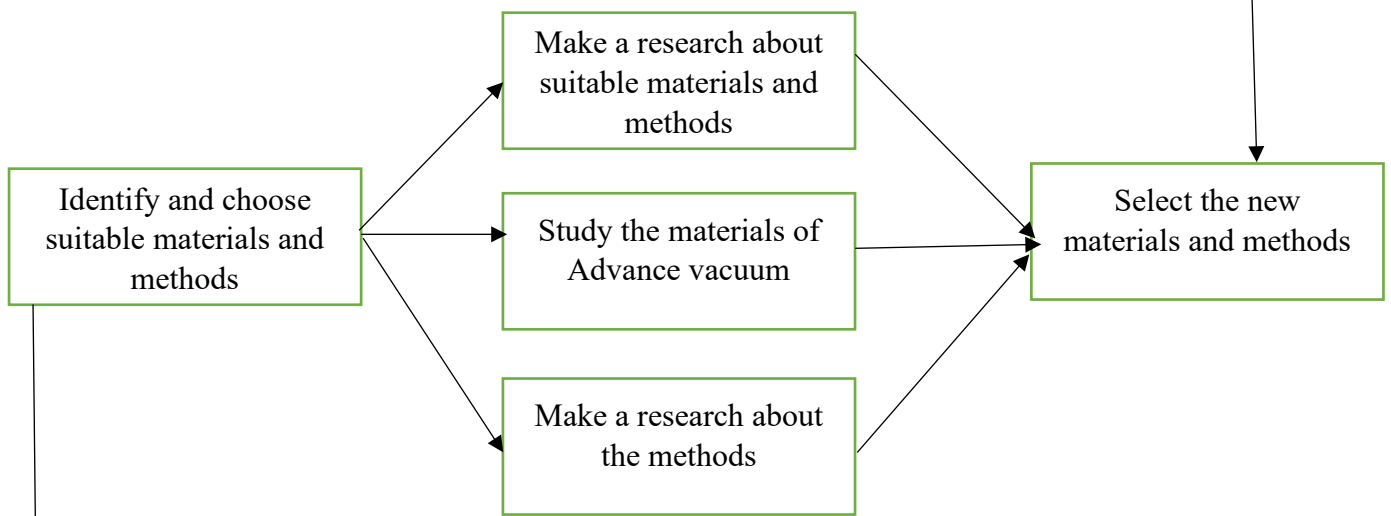 Make a research about
suitable materials and
methods
Identify and choose
suitable materials and
methods
Study the materials of
Advance vacuum
Make a research about
the methods
Select the new
materials and methods